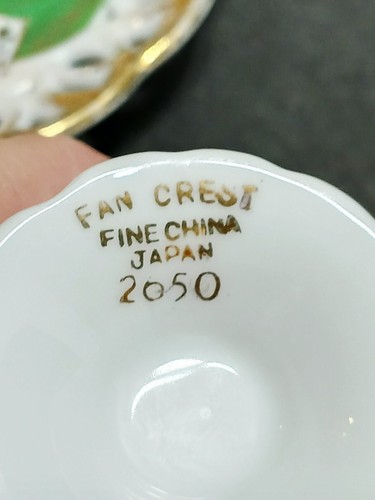 FAN CREST
FINE CHINA
JAPAN
2050